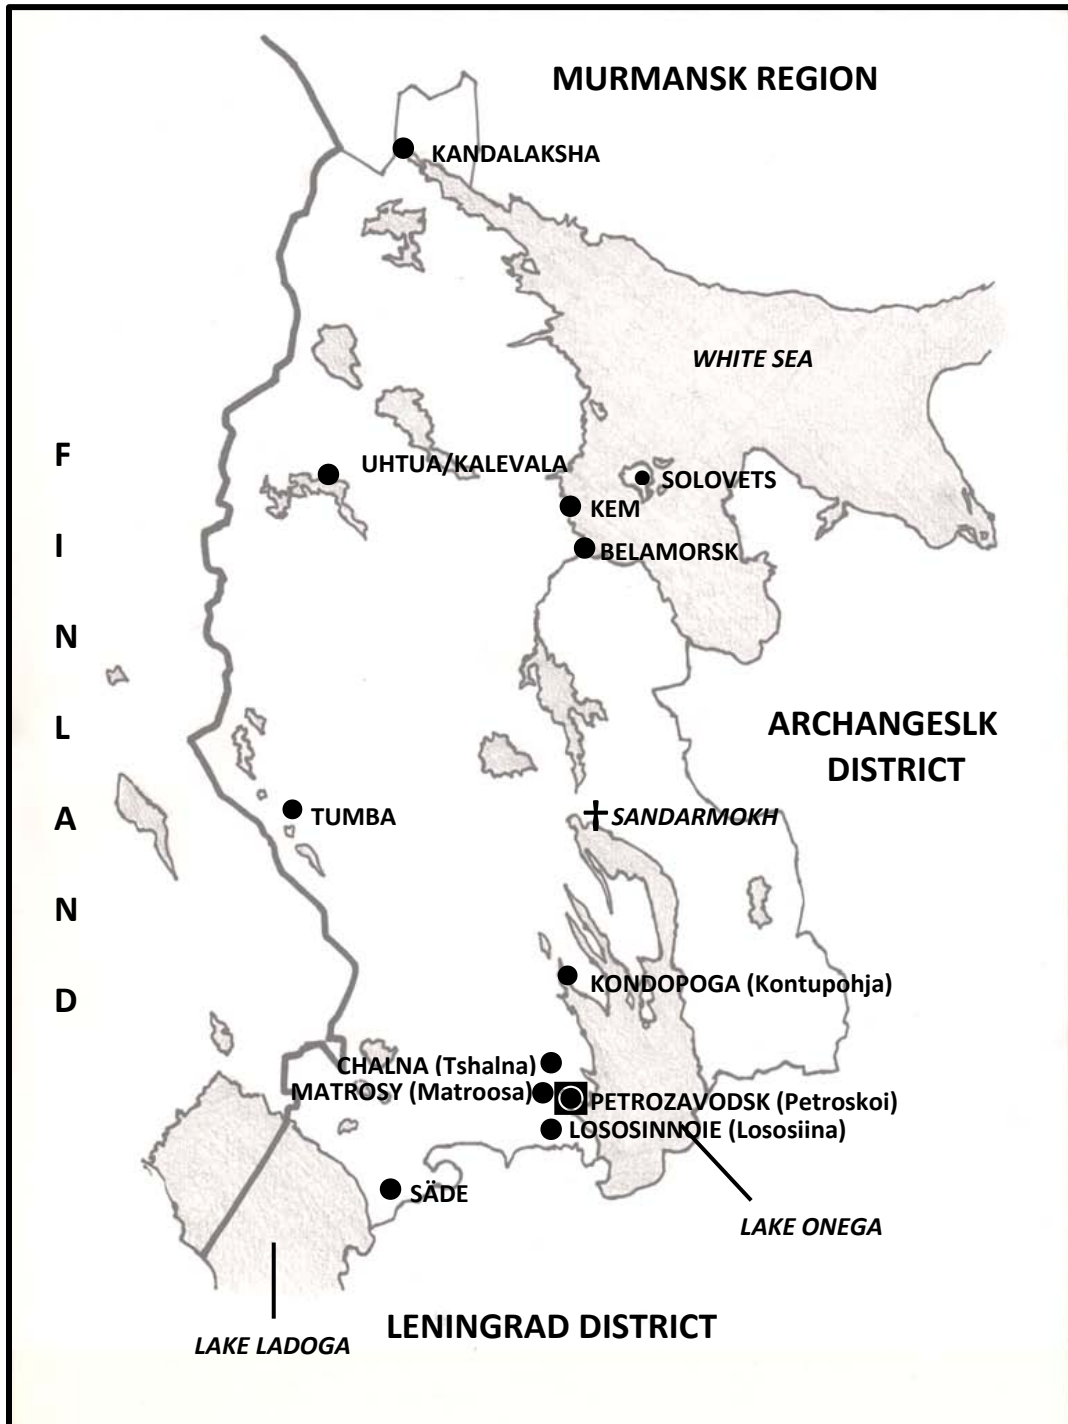 MURMANSK REGION
KANDALAKSHA
WHITE SEA
FINLAND
UHTUA/KALEVALA
SOLOVETS
KEM
BELAMORSK
ARCHANGESLK
DISTRICT
TUMBA
SANDARMOKH
KONDOPOGA (Kontupohja)
CHALNA (Tshalna)
MATROSY (Matroosa)
PETROZAVODSK (Petroskoi)
LOSOSINNOIE (Lososiina)
SÄDE
LAKE ONEGA
LENINGRAD DISTRICT
LAKE LADOGA